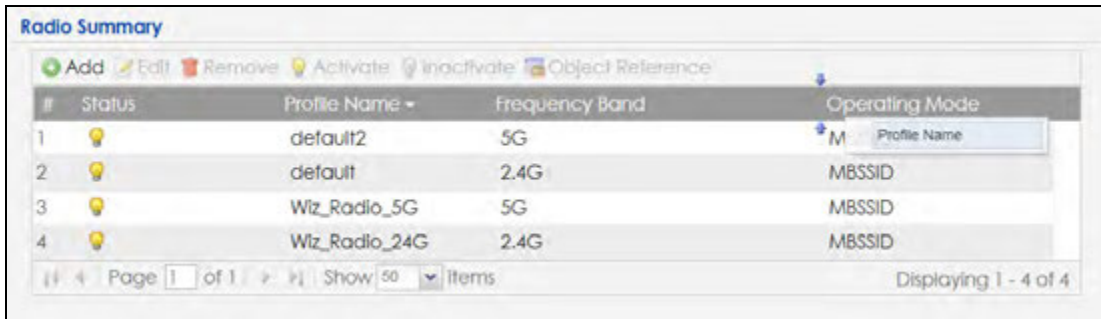 Radio Summary
Add Edit Remove Activate Inactivate Object Reference
# Status Profile Name Frequency Band Operating Mode
1 default2 5G M Profile Name
2 default 2.4G MBSSID
3 Wiz_Radio_5G 5G MBSSID
4 Wiz_Radio_24G 2.4G MBSSID
Page 1 of 1 Show 50 items Displaying 1 - 4 of 4